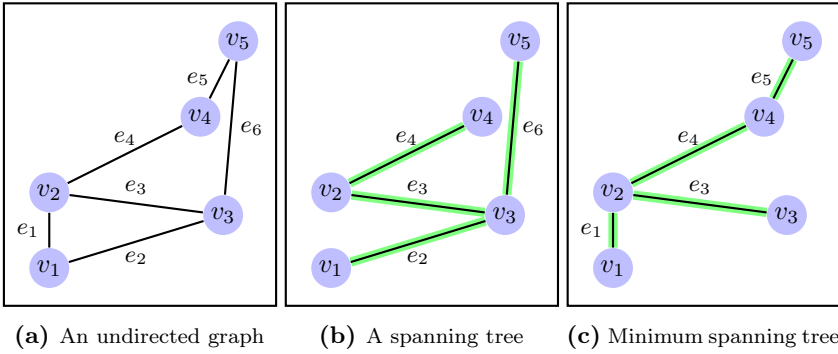 v5
e5
v4
e6
e4
v2
e3
v3
e1
e2
v1
(a) An undirected graph
v5
v4
e6
e4
v2
e3
v3
e2
v1
(b) A spanning tree
v5
e5
v4
e4
v2
e3
v3
e1
v1
(c) Minimum spanning tree